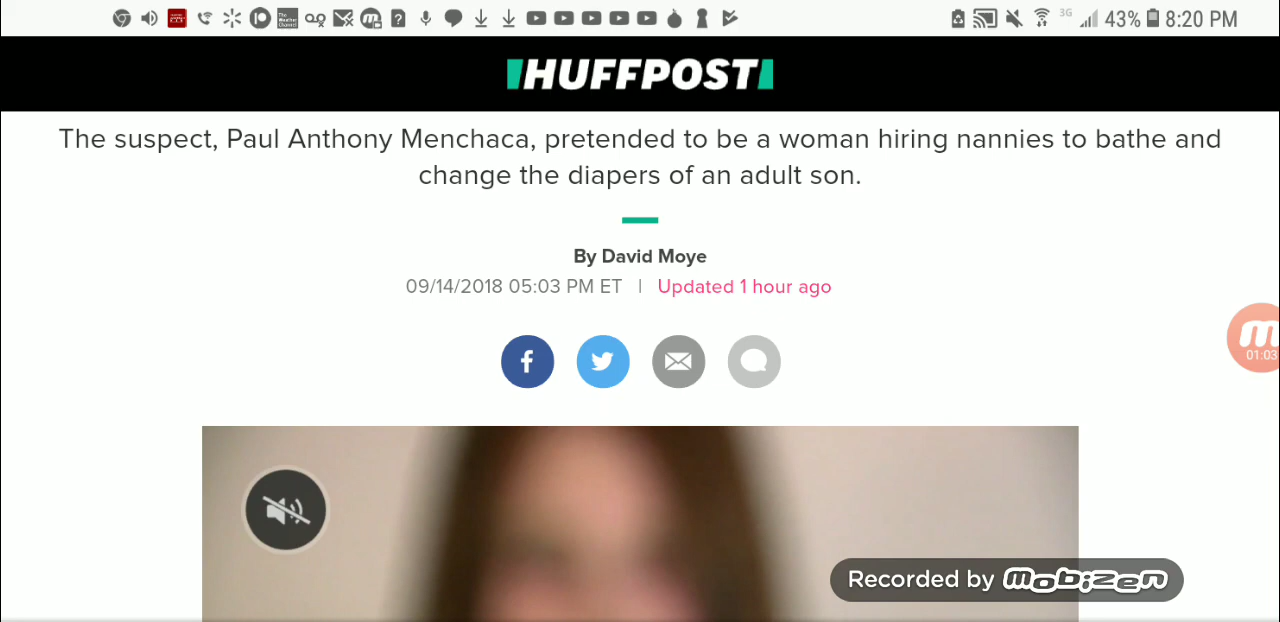 3G 43% 8:20 PM
HUFFPOST
The suspect, Paul Anthony Menchaca, pretended to be a woman hiring nannies to bathe and
change the diapers of an adult son.
By David Moye
09/14/2018 05:03 PM ET | Updated 1 hour ago
01:03
Recorded by mobizen